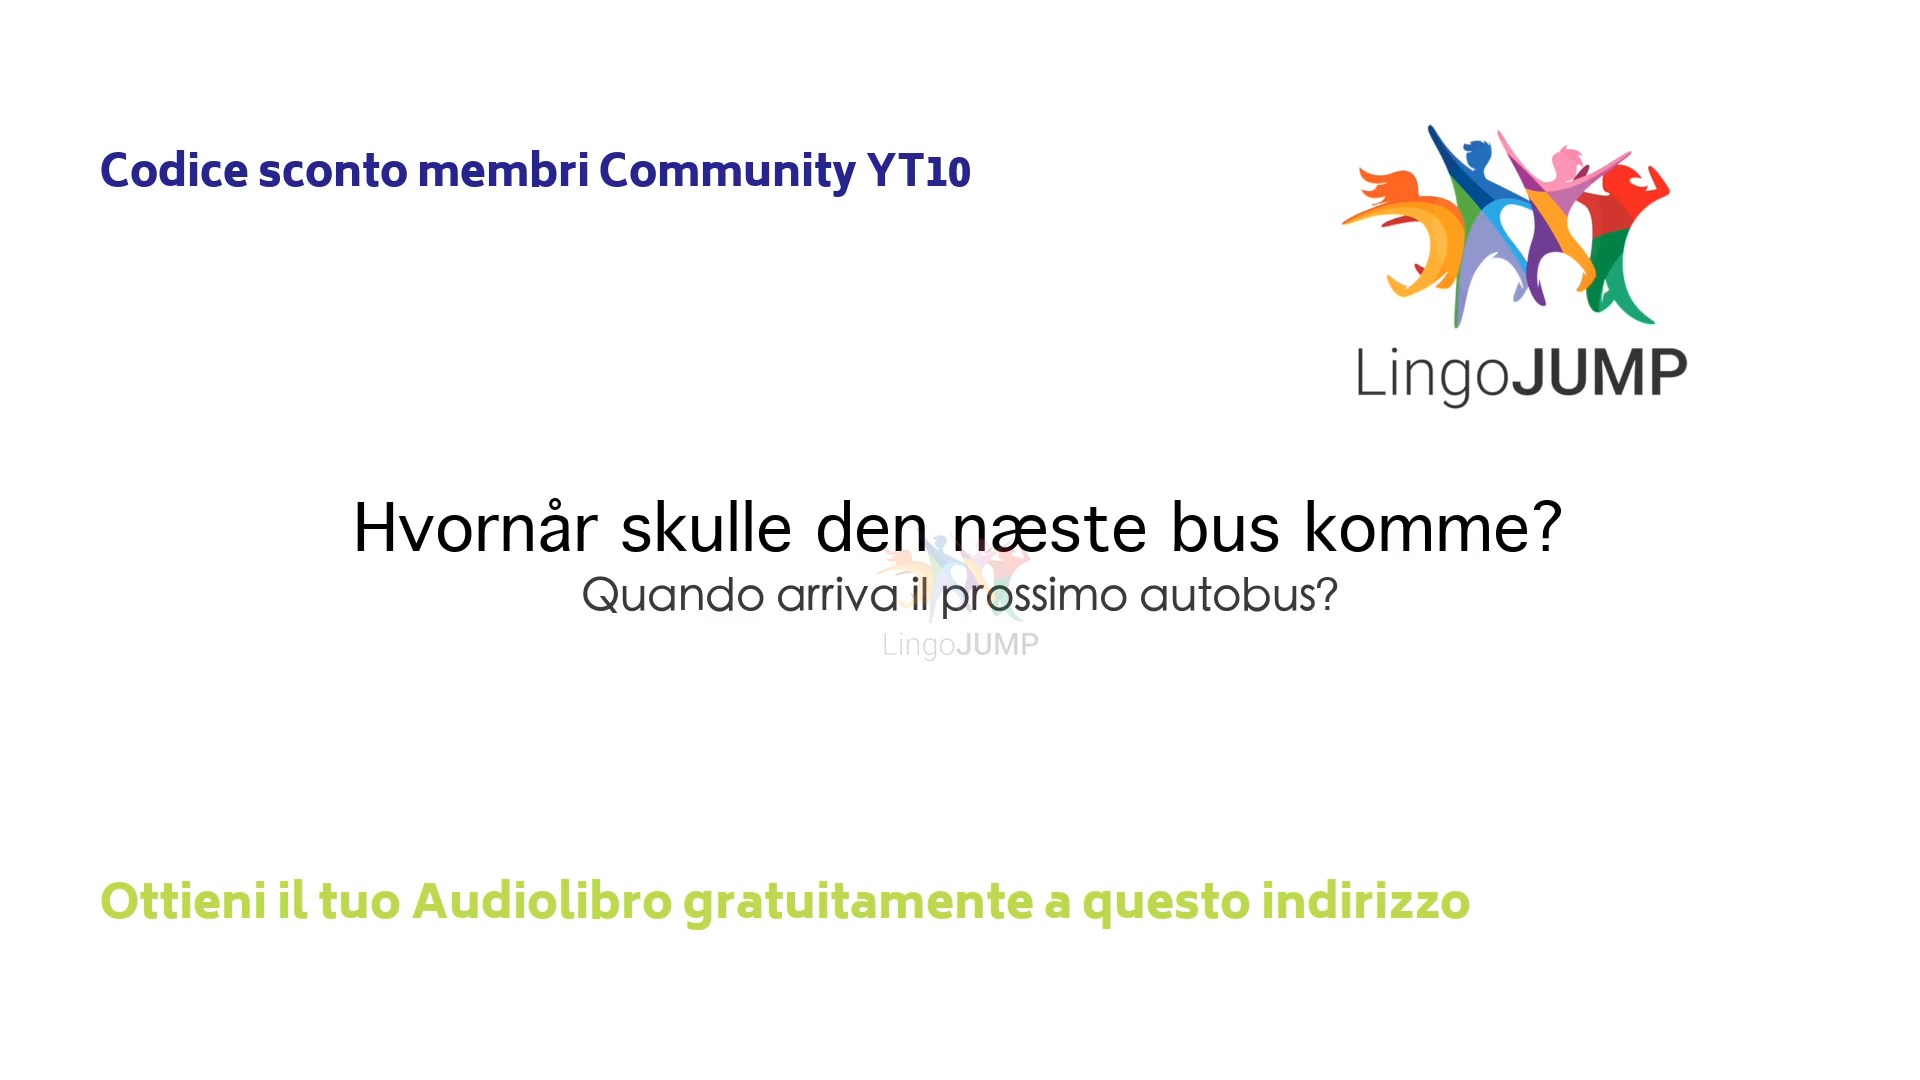 Codice sconto membri Community YT10
LingoJUMP
Hvornår skulle den næste bus komme?
Quando arriva il prossimo autobus?
LingoJUMP
Ottieni il tuo Audiolibro gratuitamente a questo indirizzo